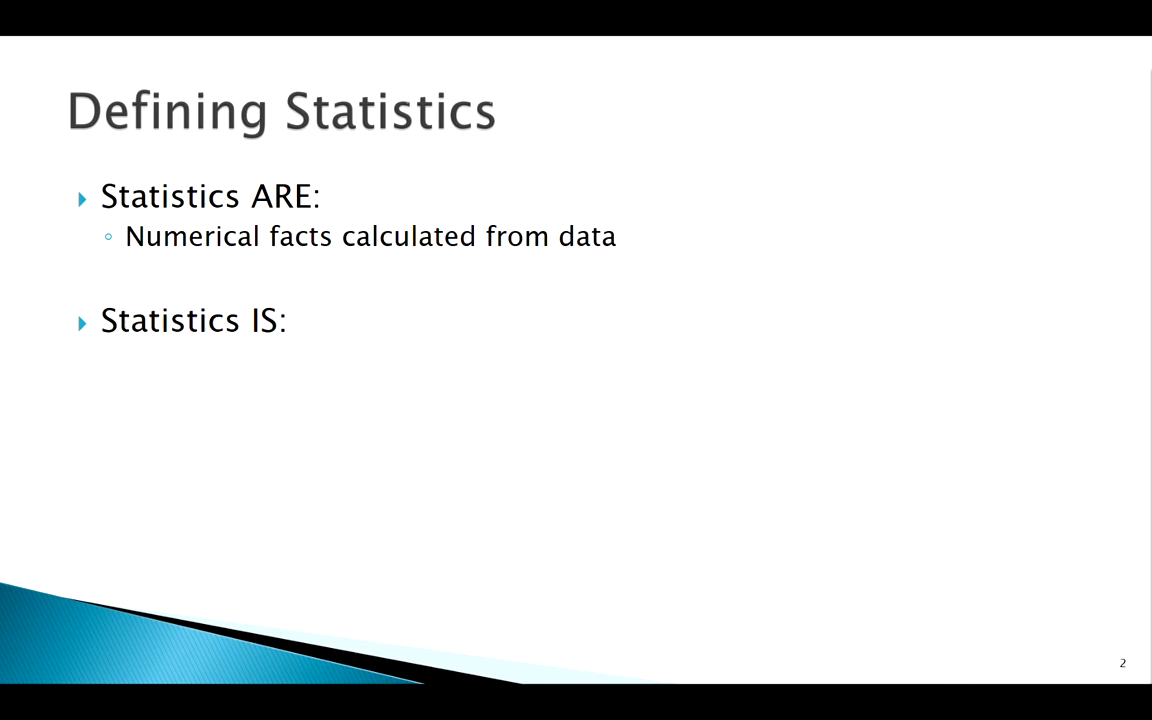 Defining Statistics
Statistics ARE:
Numerical facts calculated from data
Statistics IS:
2